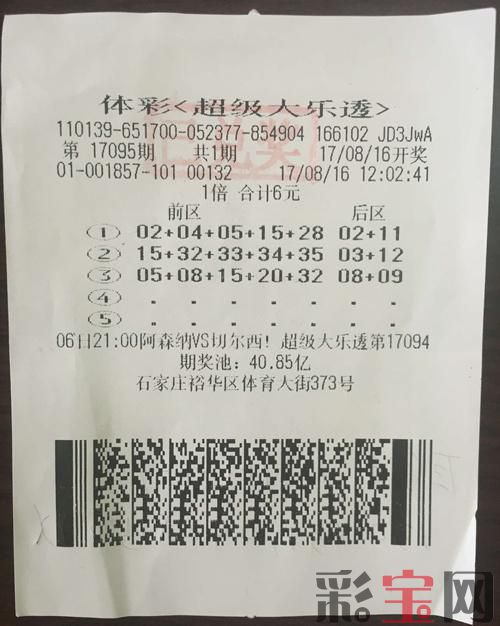 体彩<超级大乐透>
110139-651700-052377-854904 166102 JD3JwA
已兑奖
第 17095期 共1期 17/08/16开奖
01-001857-101 00132 17/08/16 12:02:41
1倍 合计6元
前区 后区
① 02+04+05+15+28 02+11
② 15+32+33+34+35 03+12
③ 05+08+15+20+32 08+09
④ . . . . . . .
⑤ . . . . . . .
06日21:00阿森纳VS切尔西! 超级大乐透第17094
期奖池: 40.85亿
石家庄裕华区体育大街373号
彩宝网